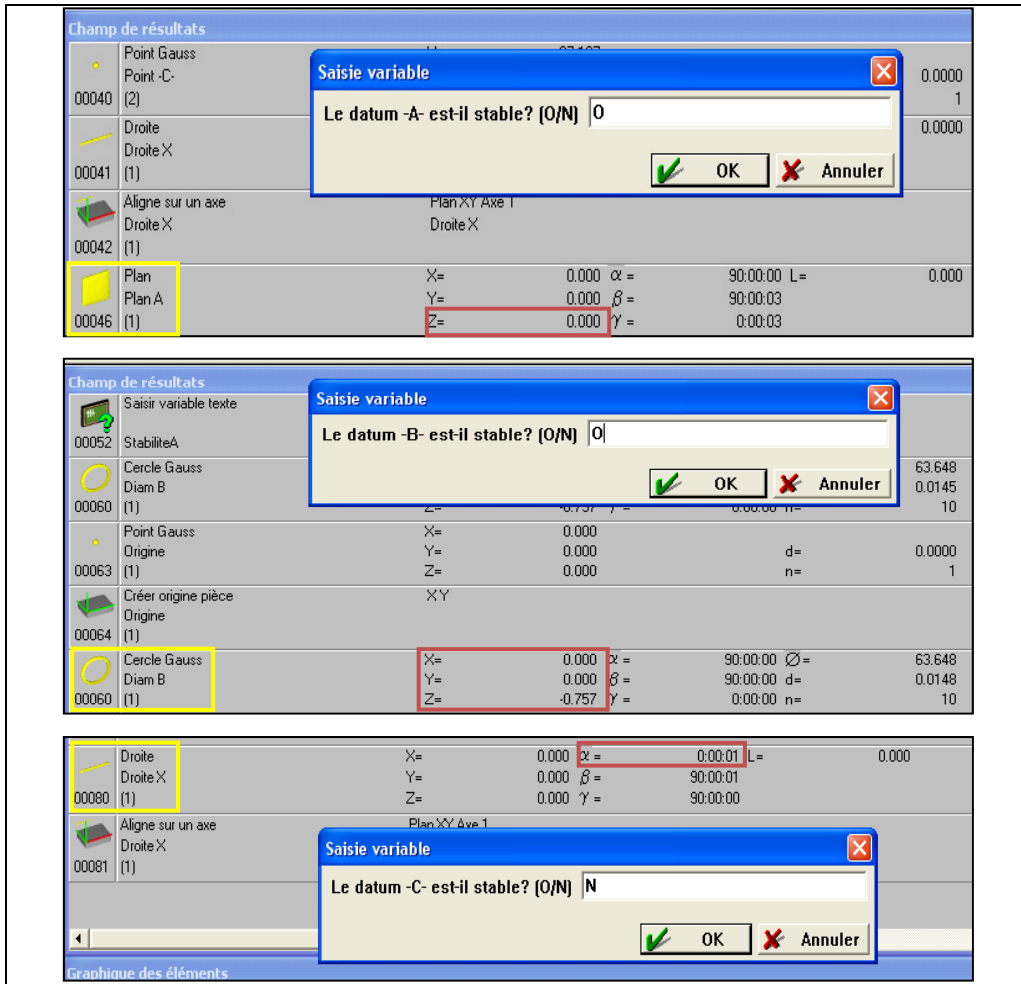 Champ de résultats
Point Gauss
Point -C-
0.0000
00040 (2) 1
Saisie variable
Le datum -A- est-il stable? (O/N) O
OK Annuler
Droite 0.0000
Droite X
00041 (1)
Aligne sur un axe Plan XY Axe 1
Droite X Droite X
00042 (1)
Plan X= 0.000 α = 90:00:00 L= 0.000
Plan A Y= 0.000 β = 90:00:03
00046 (1) Z= 0.000 γ = 0:00:03
Champ de résultats
Saisir variable texte
00052 StabiliteA
Saisie variable
Le datum -B- est-il stable? (O/N) O
OK Annuler
Cercle Gauss 63.648
Diam B 0.0145
00060 (1) Z= -0.757 γ = 0:00:00 n= 10
Point Gauss X= 0.000
Origine Y= 0.000 d= 0.0000
00063 (1) Z= 0.000 n= 1
Créer origine pièce XY
Origine
00064 (1)
Cercle Gauss X= 0.000 α = 90:00:00 Ø= 63.648
Diam B Y= 0.000 β = 90:00:00 d= 0.0148
00060 (1) Z= -0.757 γ = 0:00:00 n= 10
Droite X= 0.000 α = 0:00:01 L= 0.000
Droite X Y= 0.000 β = 90:00:01
00080 (1) Z= 0.000 γ = 90:00:00
Aligne sur un axe Plan XY Axe 1
Droite X
00081 (1)
Saisie variable
Le datum -C- est-il stable? (O/N) N
OK Annuler
Graphique des éléments